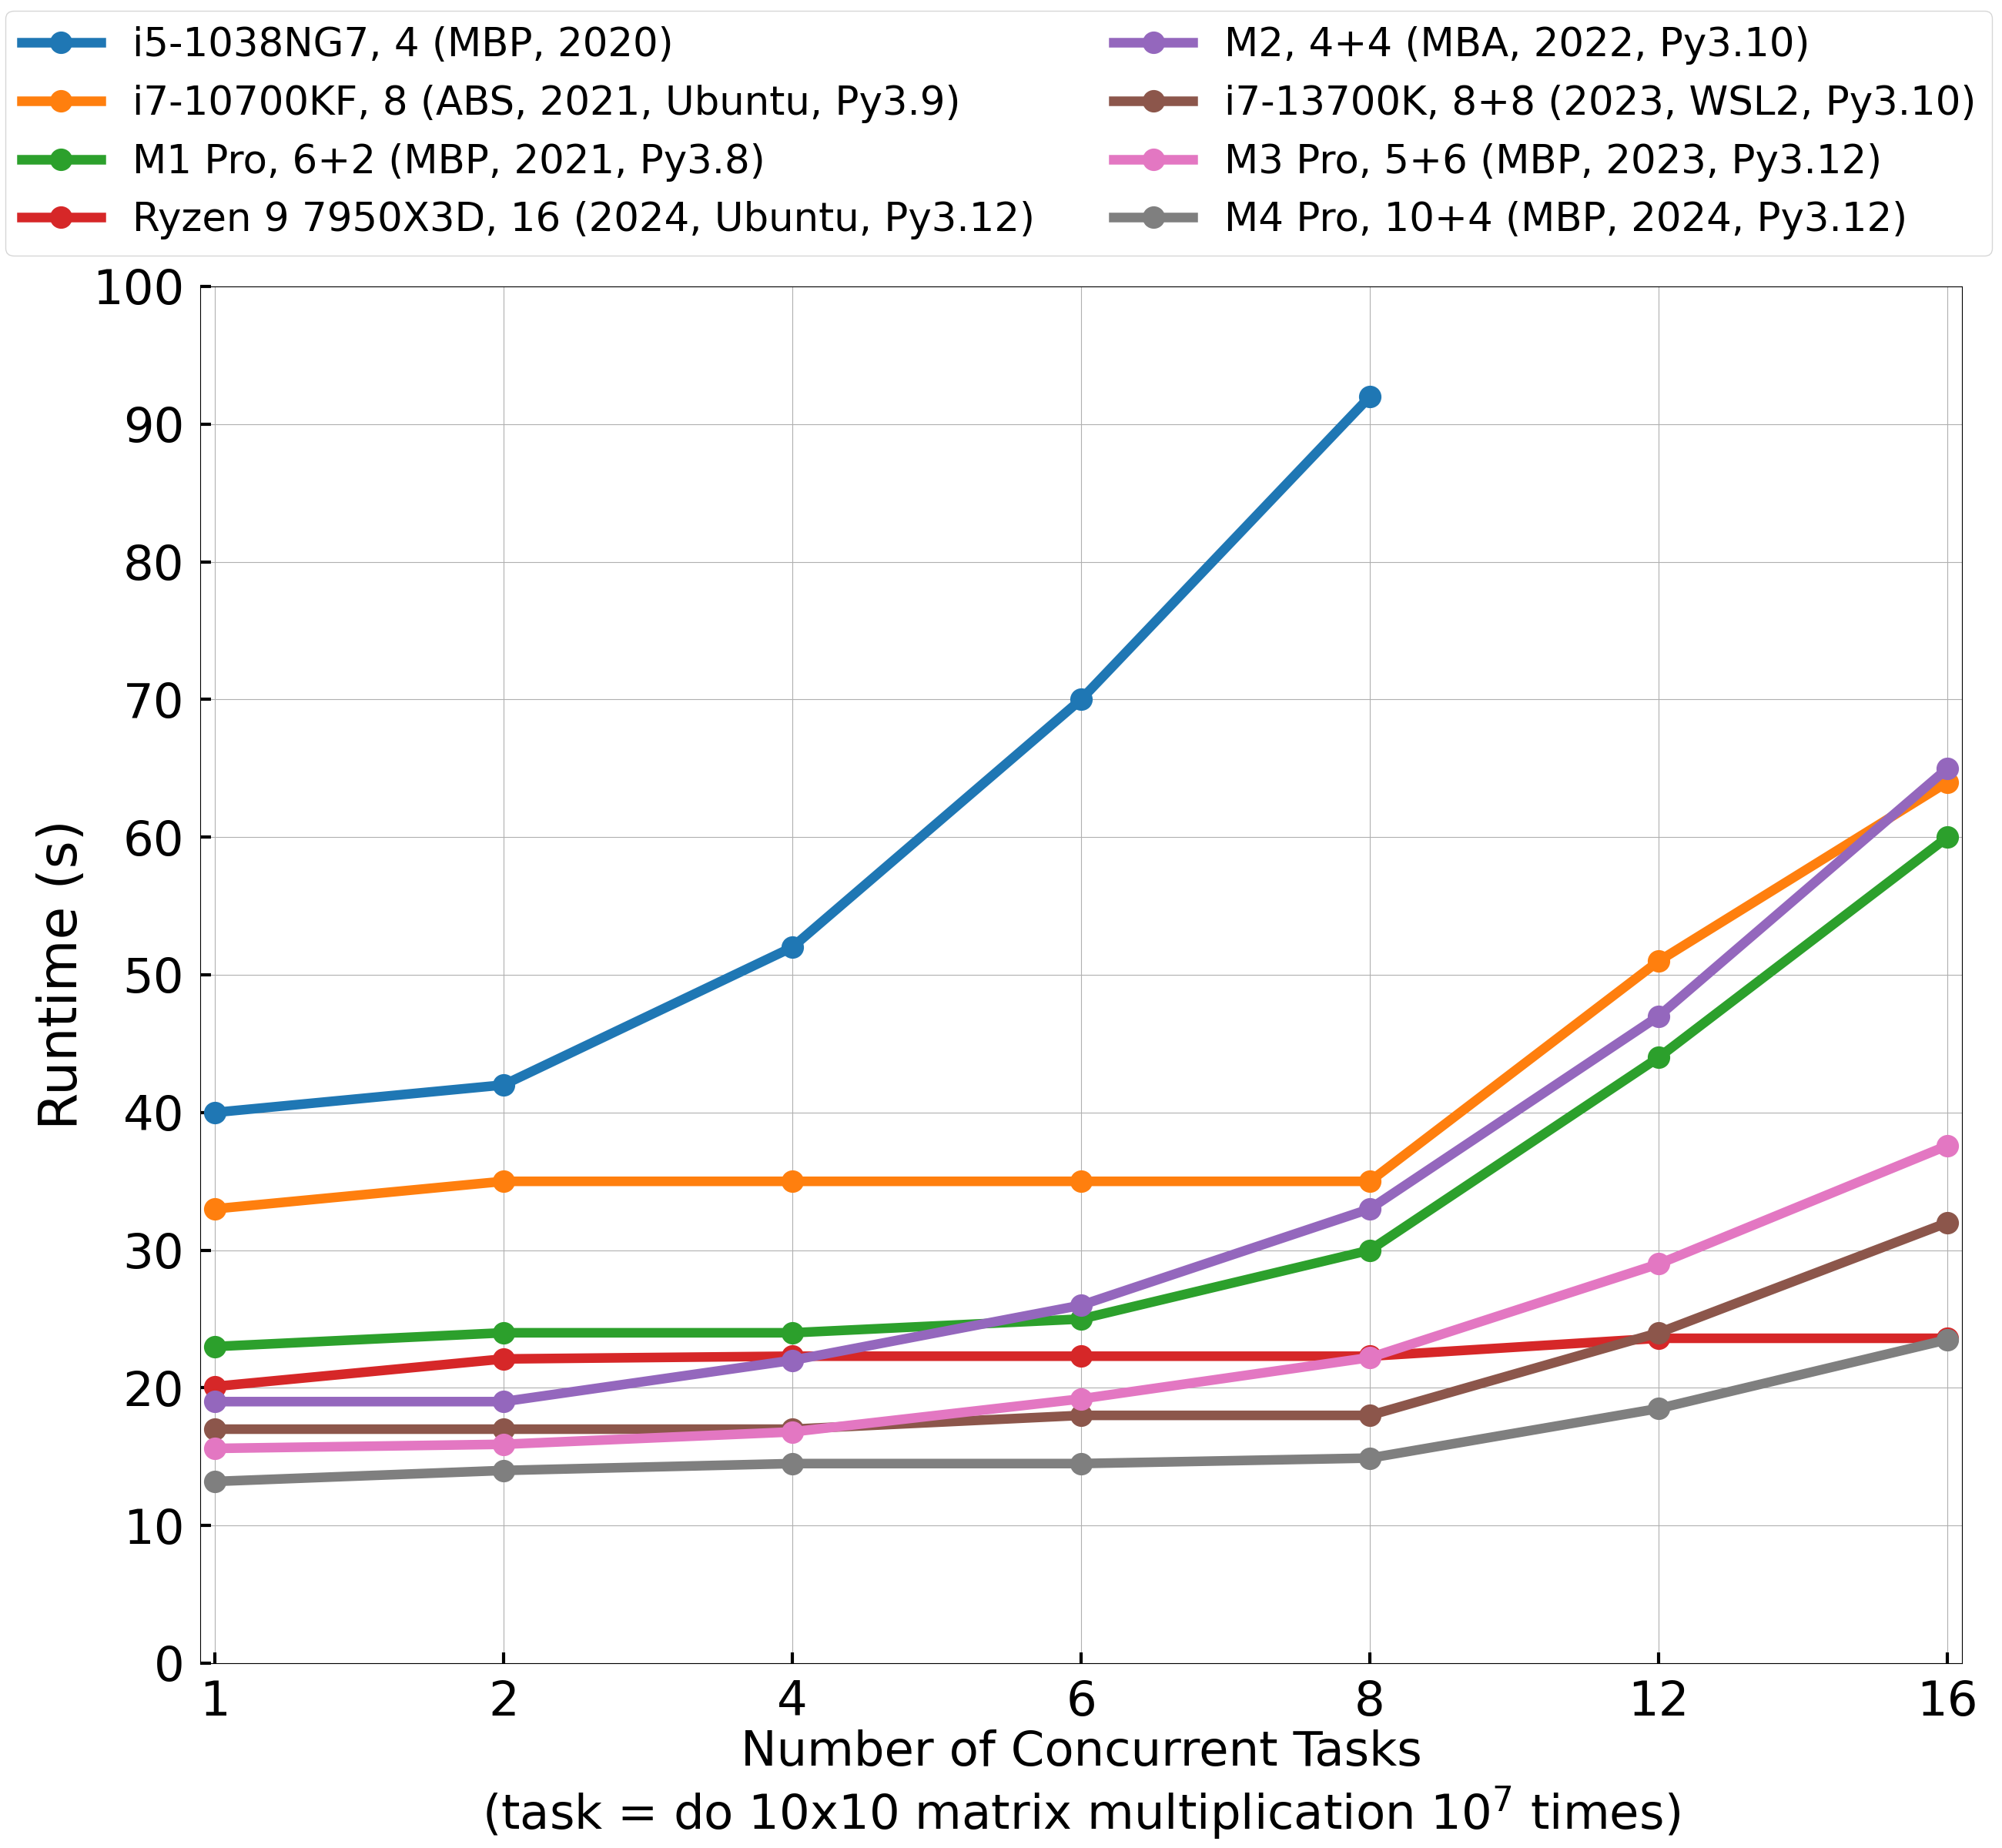 i5-1038NG7, 4 (MBP, 2020)
i7-10700KF, 8 (ABS, 2021, Ubuntu, Py3.9)
M1 Pro, 6+2 (MBP, 2021, Py3.8)
Ryzen 9 7950X3D, 16 (2024, Ubuntu, Py3.12)
M2, 4+4 (MBA, 2022, Py3.10)
i7-13700K, 8+8 (2023, WSL2, Py3.10)
M3 Pro, 5+6 (MBP, 2023, Py3.12)
M4 Pro, 10+4 (MBP, 2024, Py3.12)
100
90
80
70
60
50
40
30
20
10
0
Runtime (s)
1 2 4 6 8 12 16
Number of Concurrent Tasks
(task = do 10x10 matrix multiplication 10⁷ times)